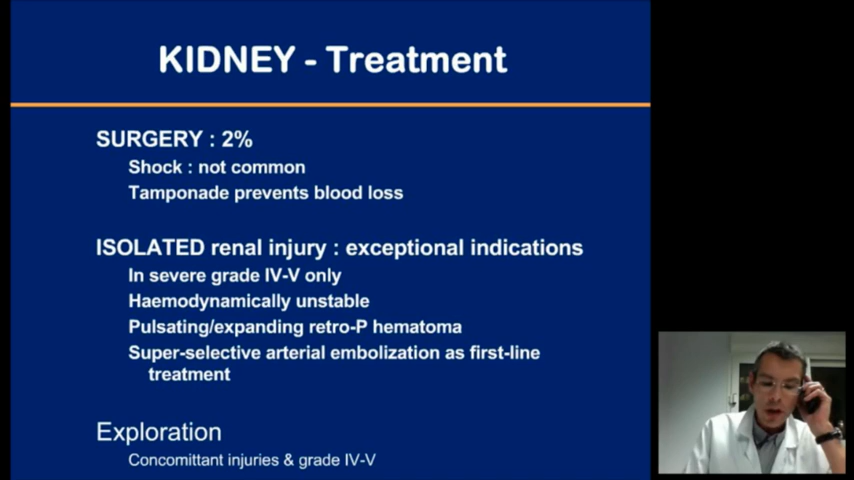 KIDNEY - Treatment
SURGERY : 2%
Shock : not common
Tamponade prevents blood loss
ISOLATED renal injury : exceptional indications
In severe grade IV-V only
Haemodynamically unstable
Pulsating/expanding retro-P hematoma
Super-selective arterial embolization as first-line
treatment
Exploration
Concomittant injuries & grade IV-V